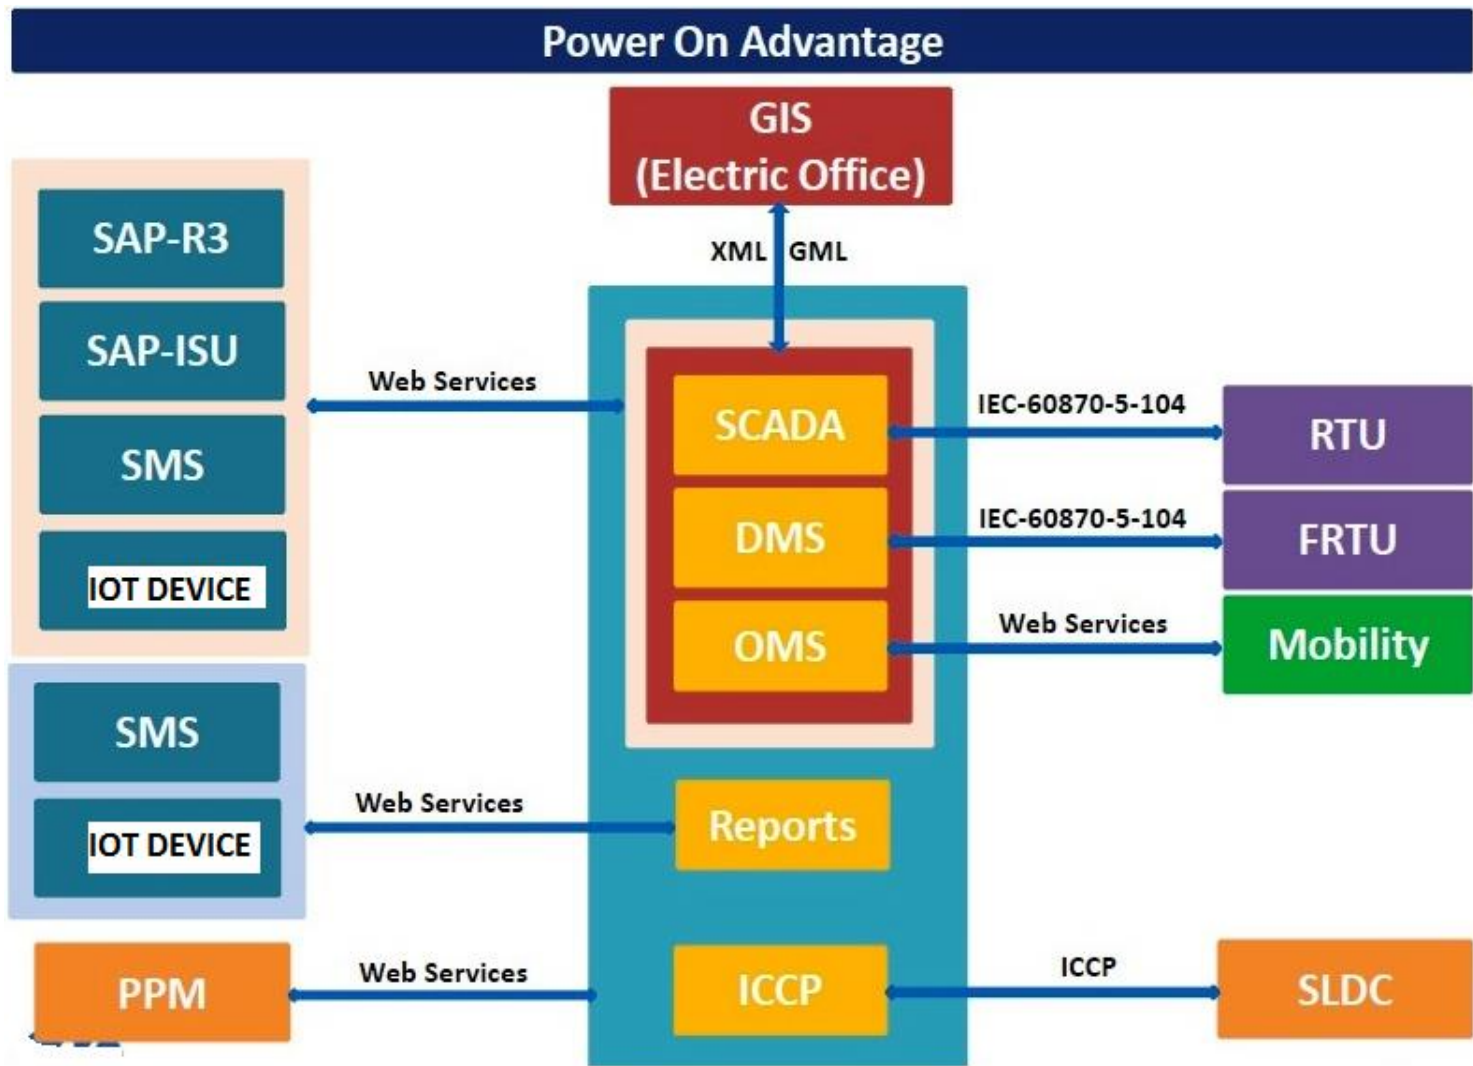 Power On Advantage
GIS
(Electric Office)
XML GML
SAP-R3
SAP-ISU
SMS
IOT DEVICE
Web Services
SCADA
DMS
OMS
IEC-60870-5-104
RTU
IEC-60870-5-104
FRTU
Web Services
Mobility
SMS
IOT DEVICE
Web Services
Reports
PPM
Web Services
ICCP
ICCP
SLDC